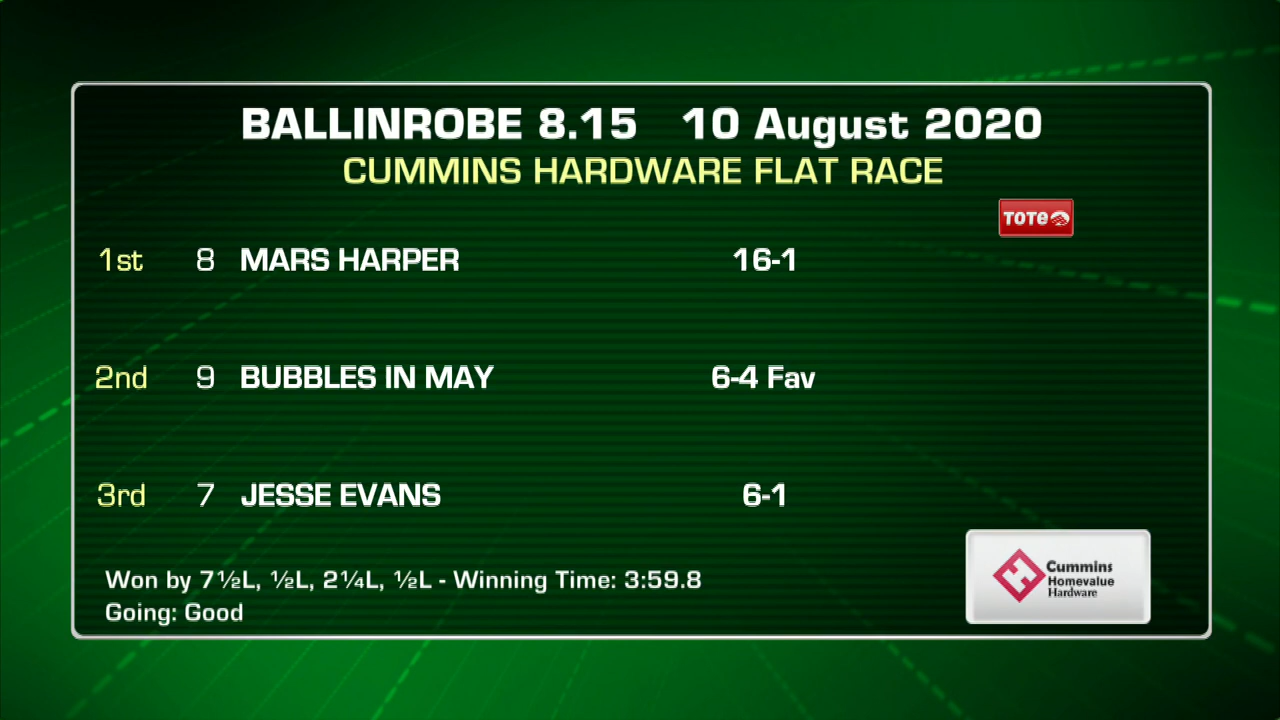 BALLINROBE 8.15 10 August 2020
CUMMINS HARDWARE FLAT RACE
TOTe
1st 8 MARS HARPER 16-1
2nd 9 BUBBLES IN MAY 6-4 Fav
3rd 7 JESSE EVANS 6-1
Won by 7½L, ½L, 2¼L, ½L - Winning Time: 3:59.8
Going: Good
Cummins
Homevalue
Hardware